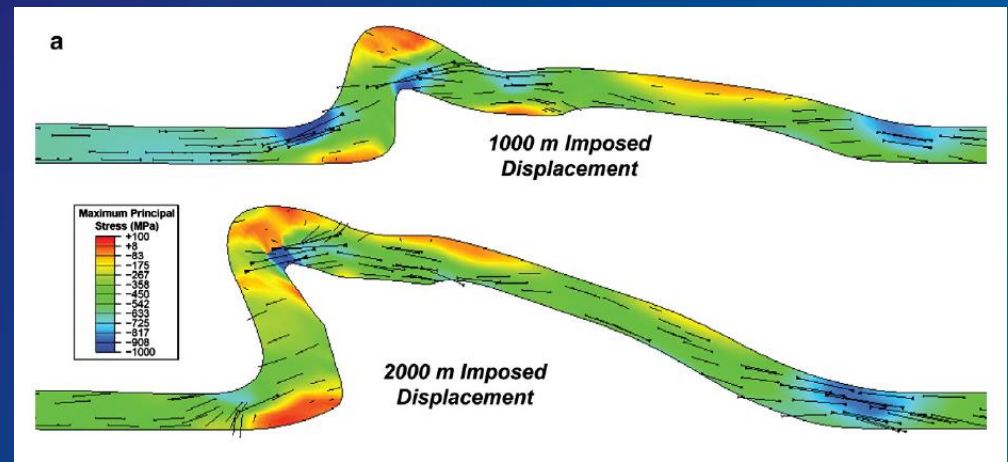 a
1000 m Imposed
Displacement
Maximum Principal
Stress (MPa)
+100
+8
−83
−175
−267
−358
−450
−542
−633
−725
−817
−908
−1000
2000 m Imposed
Displacement